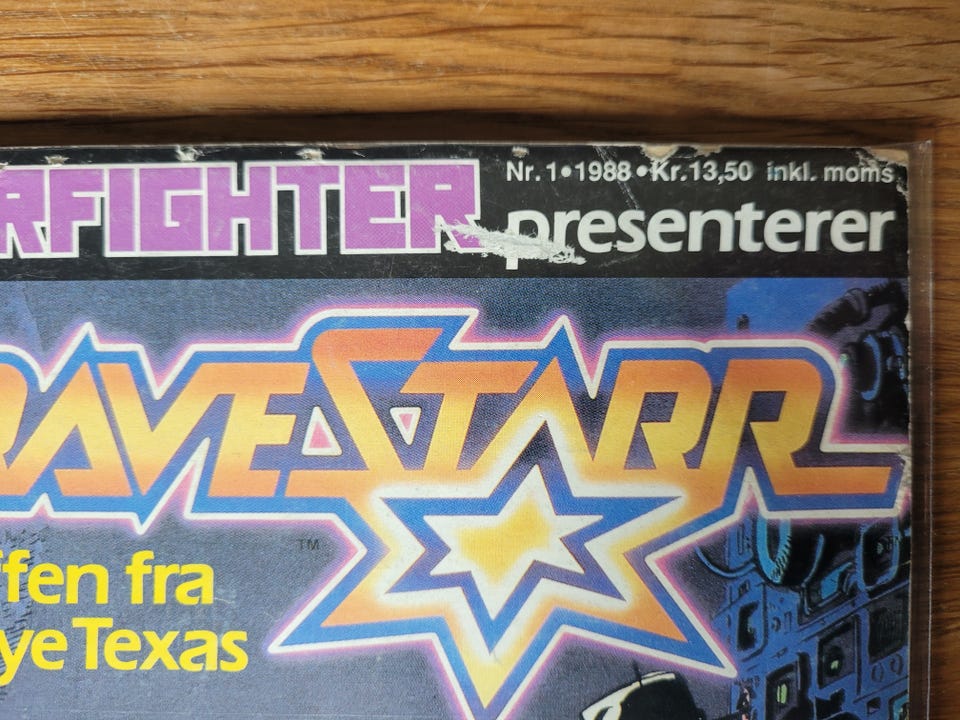 RFIGHTER
Nr. 1•1988•Kr.13,50 inkl. moms
presenterer
RAVESTARR
TM
ffen fra
ye Texas